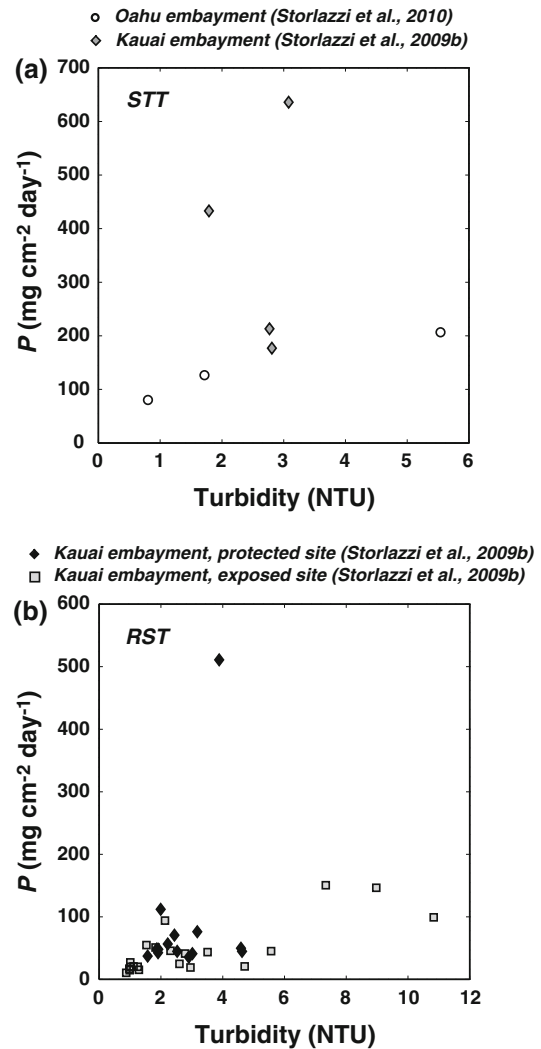 Oahu embayment (Storlazzi et al., 2010)
Kauai embayment (Storlazzi et al., 2009b)
(a)
STT
700
600
500
400
300
200
100
0
P (mg cm-2 day-1)
0 1 2 3 4 5 6
Turbidity (NTU)
Kauai embayment, protected site (Storlazzi et al., 2009b)
Kauai embayment, exposed site (Storlazzi et al., 2009b)
(b)
RST
600
500
400
300
200
100
0
P (mg cm-2 day-1)
0 2 4 6 8 10 12
Turbidity (NTU)